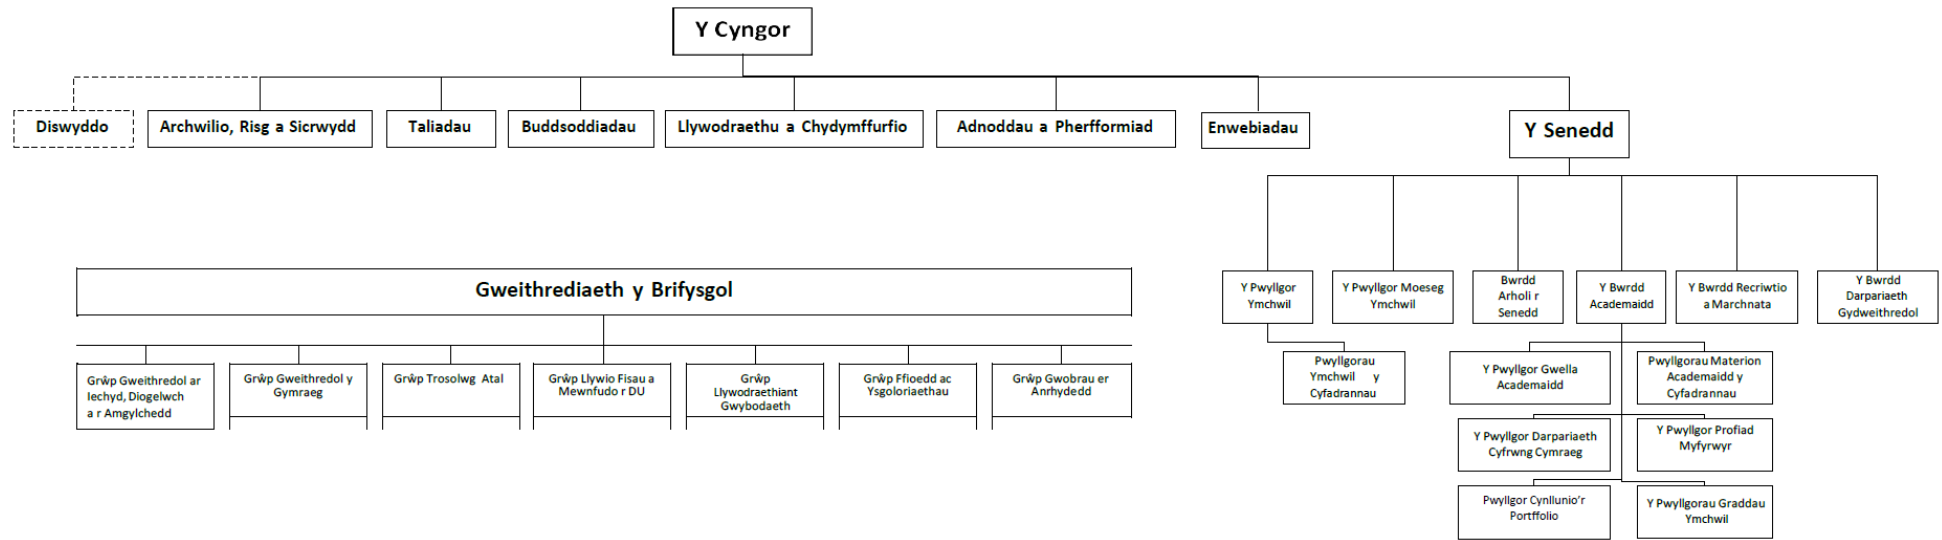 Y Cyngor
Diswyddo
Archwilio, Risg a Sicrwydd
Taliadau
Buddsoddiadau
Llywodraethu a Chydymffurfio
Adnoddau a Pherfformiad
Enwebiadau
Y Senedd
Gweithrediaeth y Brifysgol
Grŵp Gweithredol ar
Iechyd, Diogelwch
a r Amgylchedd
Grŵp Gweithredol y
Gymraeg
Grŵp Trosolwg Atal
Grŵp Llywio Fisau a
Mewnfudo r DU
Grŵp
Llywodraethiant
Gwybodaeth
Grŵp Ffioedd ac
Ysgoloriaethau
Grŵp Gwobrau er
Anrhydedd
Y Pwyllgor
Ymchwil
Y Pwyllgor Moeseg
Ymchwil
Bwrdd
Arholi r
Senedd
Y Bwrdd
Academaidd
Y Bwrdd Recriwtio
a Marchnata
Y Bwrdd
Darpariaeth
Gydweithredol
Pwyllgorau
Ymchwil y
Cyfadrannau
Y Pwyllgor Gwella
Academaidd
Pwyllgorau Materion
Academaidd y
Cyfadrannau
Y Pwyllgor Darpariaeth
Cyfrwng Cymraeg
Y Pwyllgor Profiad
Myfyrwyr
Pwyllgor Cynllunio'r
Portffolio
Y Pwyllgorau Graddau
Ymchwil